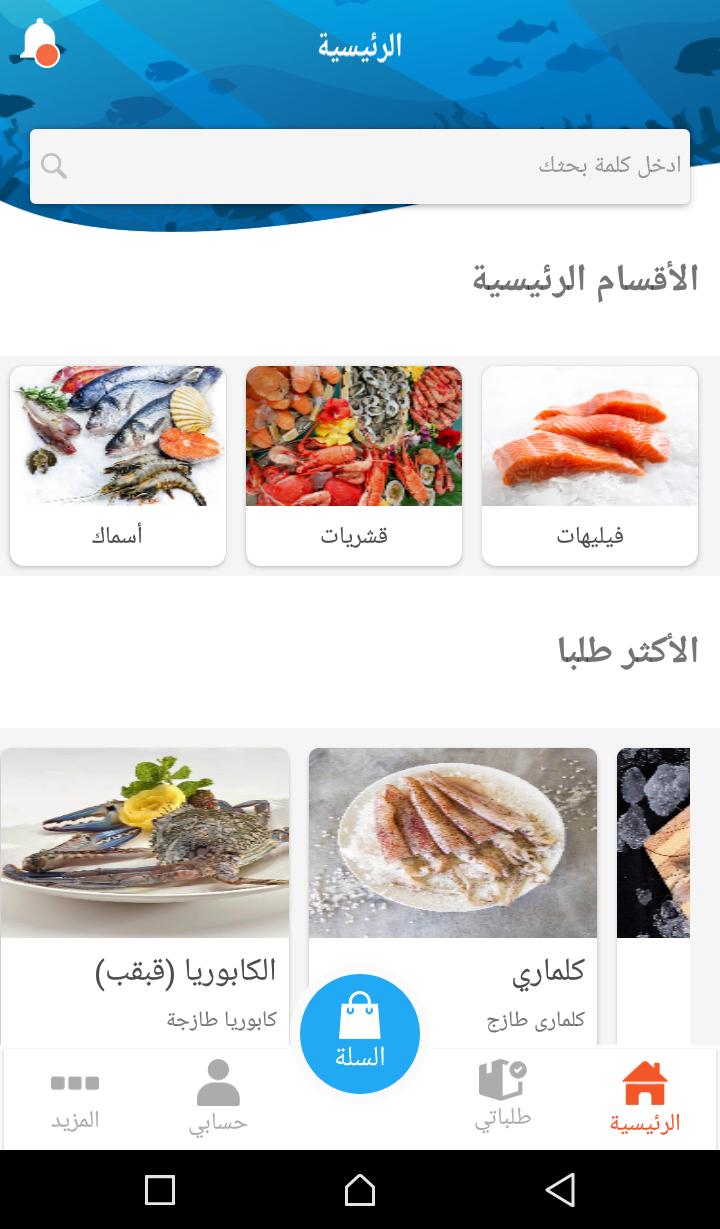 الرئيسية
ادخل كلمة بحثك
الأقسام الرئيسية
فيليهات
قشريات
أسماك
الأكثر طلبا
كلماري
كلمارى طازج
الكابوريا (قبقب)
كابوريا طازجة
الرئيسية
طلباتي
السلة
حسابي
المزيد